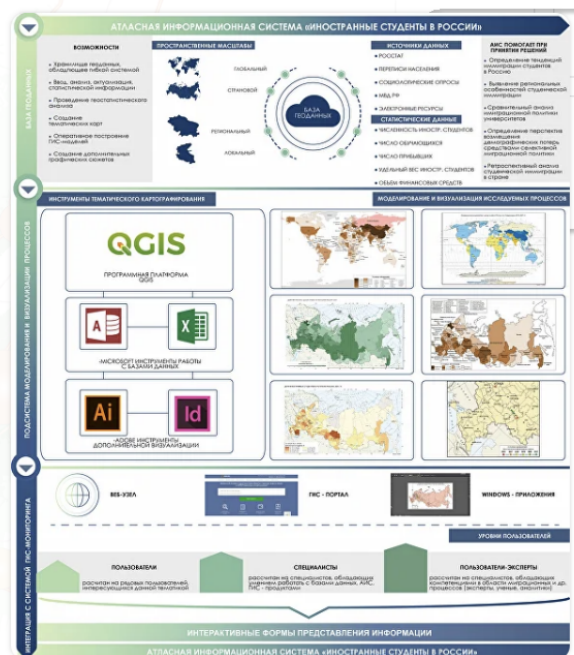 АТЛАСНАЯ ИНФОРМАЦИОННАЯ СИСТЕМА «ИНОСТРАННЫЕ СТУДЕНТЫ В РОССИИ»
БАЗА ГЕОДАННЫХ
ВОЗМОЖНОСТИ
Хранилище геоданных,
обладающее гибкой системой
Ввод, анализ, актуализация,
статистической информации
Проведение геостатистического
анализа
Создание
тематических карт
Оперативное построение
ГИС-моделей
Создание дополнительных
графических сюжетов
ПРОСТРАНСТВЕННЫЕ МАСШТАБЫ
ГЛОБАЛЬНЫЙ
СТРАНОВОЙ
РЕГИОНАЛЬНЫЙ
ЛОКАЛЬНЫЙ
БАЗА
ГЕОДАННЫХ
ИСТОЧНИКИ ДАННЫХ
РОССТАТ
ПЕРЕПИСИ НАСЕЛЕНИЯ
СОЦИОЛОГИЧЕСКИЕ ОПРОСЫ
МВД РФ
ЭЛЕКТРОННЫЕ РЕСУРСЫ
СТАТИСТИЧЕСКИЕ ДАННЫЕ
ЧИСЛЕННОСТЬ ИНОСТР. СТУДЕНТОВ
ЧИСЛО ОБУЧАЮЩИХСЯ
ЧИСЛО ПРИБЫВШИХ
УДЕЛЬНЫЙ ВЕС ИНОСТР. СТУДЕНТОВ
ОБЪЕМ ФИНАНСОВЫХ СРЕДСТВ
АИС ПОМОГАЕТ ПРИ
ПРИНЯТИИ РЕШЕНИЙ
Определение тенденций
иммиграции студентов
в Россию
Выявление региональных
особенностей студенческой
иммиграции
Сравнительный анализ
иммиграционной политики
университетов
Определение перспектив
возмещения
демографических потерь
средствами селективной
миграционной политики
Ретроспективный анализ
студенческой иммиграции
в стране
ПОДСИСТЕМА МОДЕЛИРОВАНИЯ И ВИЗУАЛИЗАЦИИ ПРОЦЕССОВ
ИНСТРУМЕНТЫ ТЕМАТИЧЕСКОГО КАРТОГРАФИРОВАНИЯ
QGIS
ПРОГРАММНАЯ ПЛАТФОРМА
QGIS
A
X
-MICROSOFT ИНСТРУМЕНТЫ РАБОТЫ
С БАЗАМИ ДАННЫХ
Ai
Id
-ADOBE ИНСТРУМЕНТЫ
ДОПОЛНИТЕЛЬНОЙ ВИЗУАЛИЗАЦИИ
МОДЕЛИРОВАНИЕ И ВИЗУАЛИЗАЦИЯ ИССЛЕДУЕМЫХ ПРОЦЕССОВ
ИНТЕГРАЦИЯ С СИСТЕМОЙ ГИС-МОНИТОРИНГА
ВЕБ-УЗЕЛ
ГИС - ПОРТАЛ
WINDOWS - ПРИЛОЖЕНИЯ
УРОВНИ ПОЛЬЗОВАТЕЛЕЙ
ПОЛЬЗОВАТЕЛИ
расчитан на рядовых пользователей,
интересующихся данной тематикой
СПЕЦИАЛИСТЫ
рассчитан на специалистов, обладающих
умением работать с базами данных, АИС,
ГИС - продуктами
ПОЛЬЗОВАТЕЛИ-ЭКСПЕРТЫ
рассчитан на специалистов, обладающих
компетенциями в области миграционных и др.
процессов (эксперты, ученые, аналитики)
ИНТЕРАКТИВНЫЕ ФОРМЫ ПРЕДСТАВЛЕНИЯ ИНФОРМАЦИИ
АТЛАСНАЯ ИНФОРМАЦИОННАЯ СИСТЕМА «ИНОСТРАННЫЕ СТУДЕНТЫ В РОССИИ»